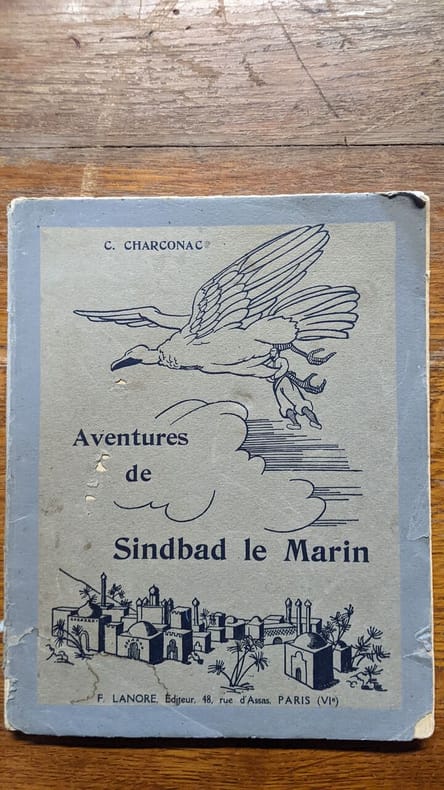 C. CHARCONAC
Aventures
de
Sindbad le Marin
F. LANORE, Éditeur, 48, rue d'Assas, PARIS (VIe)